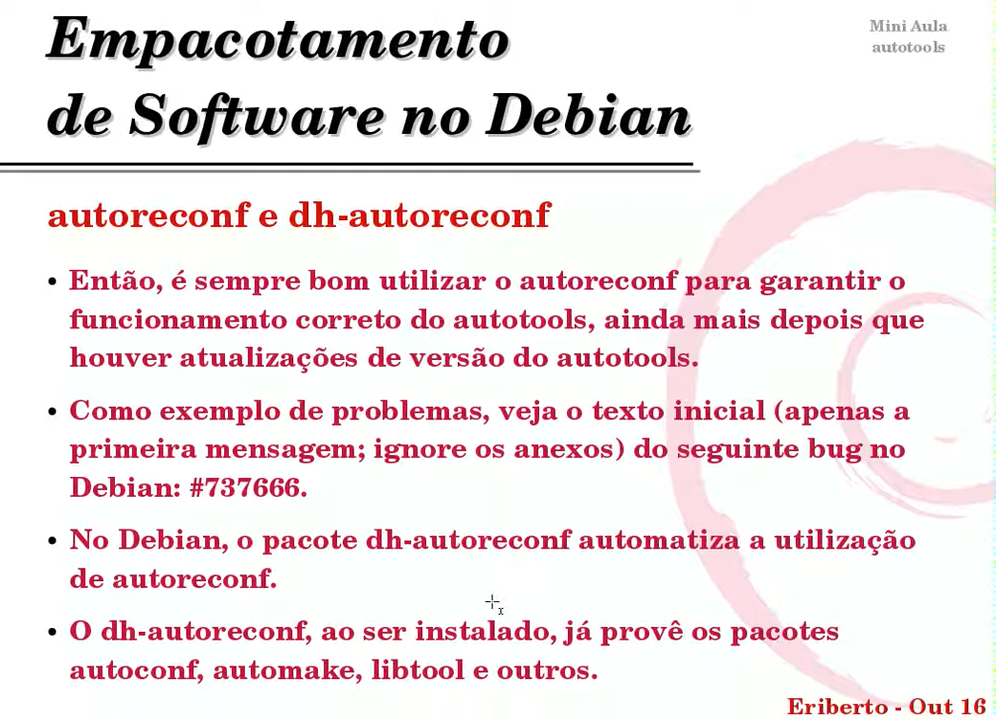 Empacotamento
de Software no Debian
Mini Aula
autotools
autoreconf e dh-autoreconf
• Então, é sempre bom utilizar o autoreconf para garantir o
funcionamento correto do autotools, ainda mais depois que
houver atualizações de versão do autotools.
• Como exemplo de problemas, veja o texto inicial (apenas a
primeira mensagem; ignore os anexos) do seguinte bug no
Debian: #737666.
• No Debian, o pacote dh-autoreconf automatiza a utilização
de autoreconf.
• O dh-autoreconf, ao ser instalado, já provê os pacotes
autoconf, automake, libtool e outros.
Eriberto - Out 16